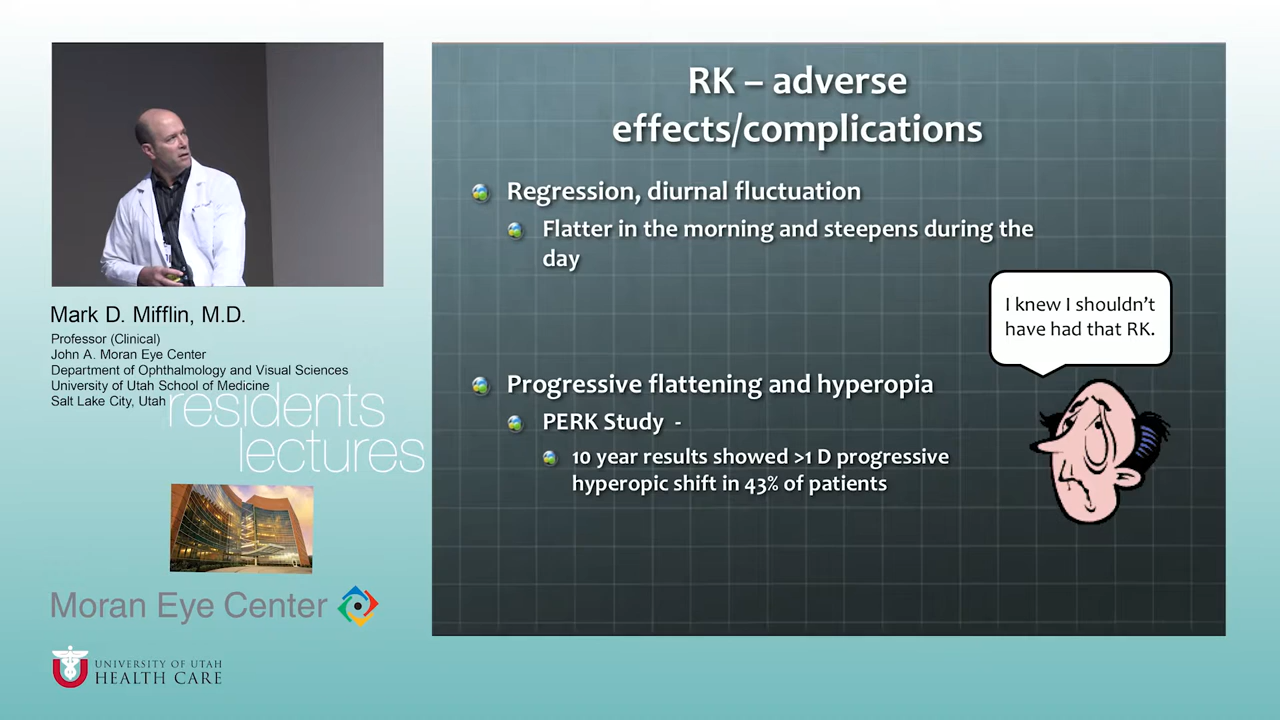 Mark D. Mifflin, M.D.
Professor (Clinical)
John A. Moran Eye Center
Department of Ophthalmology and Visual Sciences
University of Utah School of Medicine
Salt Lake City, Utah
residents
lectures
Moran Eye Center
UNIVERSITY OF UTAH
HEALTH CARE
RK – adverse
effects/complications
Regression, diurnal fluctuation
Flatter in the morning and steepens during the
day
I knew I shouldn't
have had that RK.
Progressive flattening and hyperopia
PERK Study -
10 year results showed >1 D progressive
hyperopic shift in 43% of patients